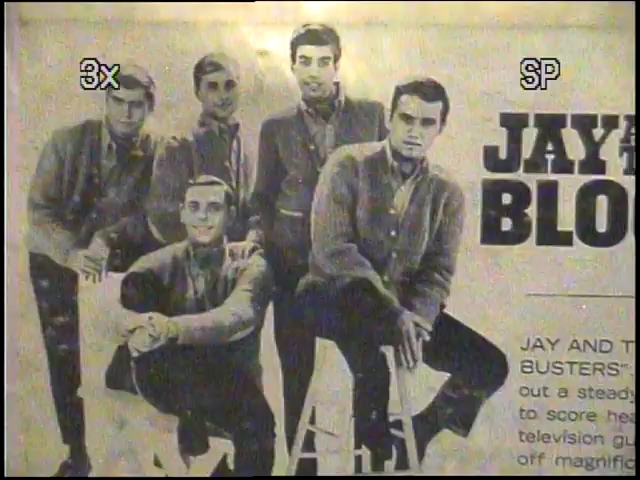 3x
SP
JAY
BLO
JAY AND T
BUSTERS"
out a steady
to score hea
television gu
off magnific